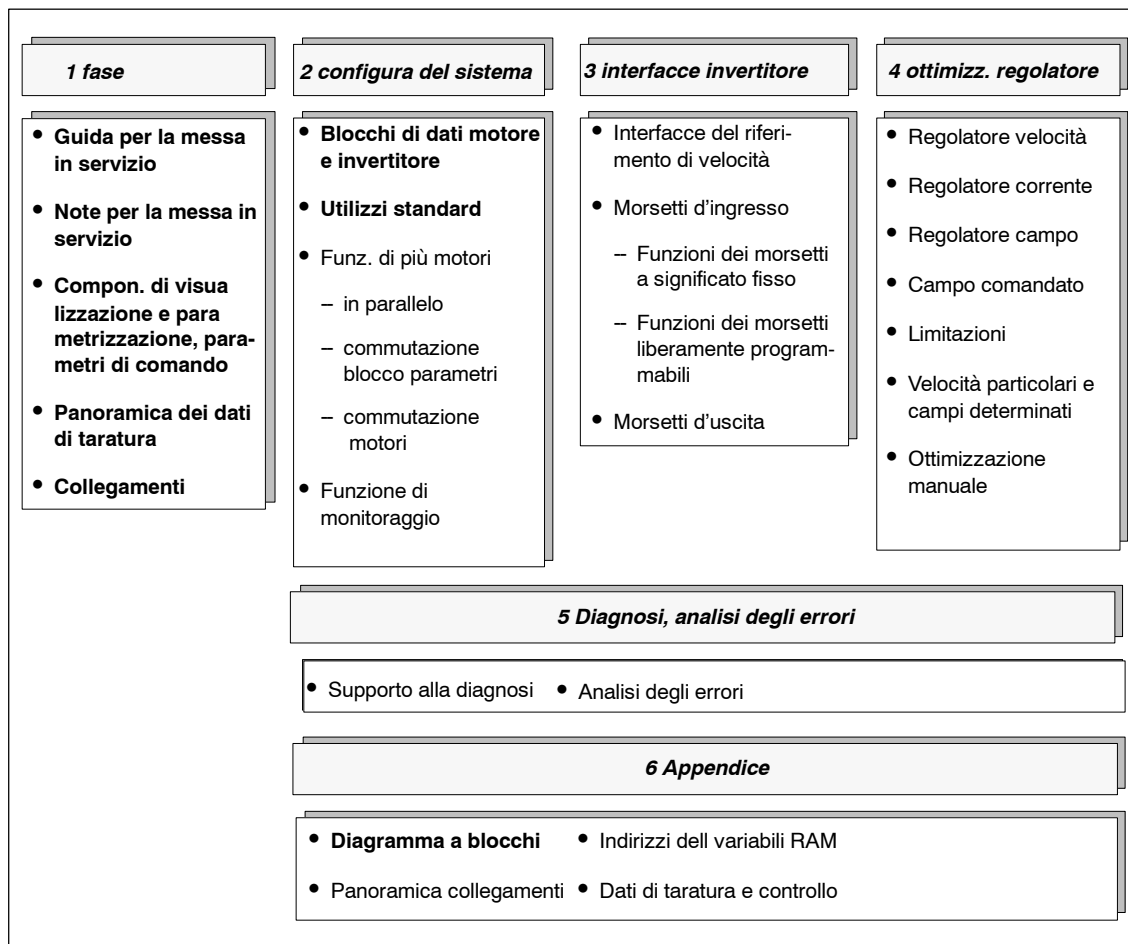 1 fase
• Guida per la messa
in servizio
• Note per la messa in
servizio
• Compon. di visua
lizzazione e para
metrizzazione, para-
metri di comando
• Panoramica dei dati
di taratura
• Collegamenti
2 configura del sistema
• Blocchi di dati motore
e invertitore
• Utilizzi standard
• Funz. di più motori
– in parallelo
– commutazione
blocco parametri
– commutazione
motori
• Funzione di
monitoraggio
3 interfacce invertitore
• Interfacce del riferi-
mento di velocità
• Morsetti d'ingresso
– Funzioni dei morsetti
a significato fisso
– Funzioni dei morsetti
liberamente program-
mabili
• Morsetti d'uscita
4 ottimizz. regolatore
• Regolatore velocità
• Regolatore corrente
• Regolatore campo
• Campo comandato
• Limitazioni
• Velocità particolari e
campi determinati
• Ottimizzazione
manuale
5 Diagnosi, analisi degli errori
• Supporto alla diagnosi • Analisi degli errori
6 Appendice
• Diagramma a blocchi • Indirizzi dell variabili RAM
• Panoramica collegamenti • Dati di taratura e controllo